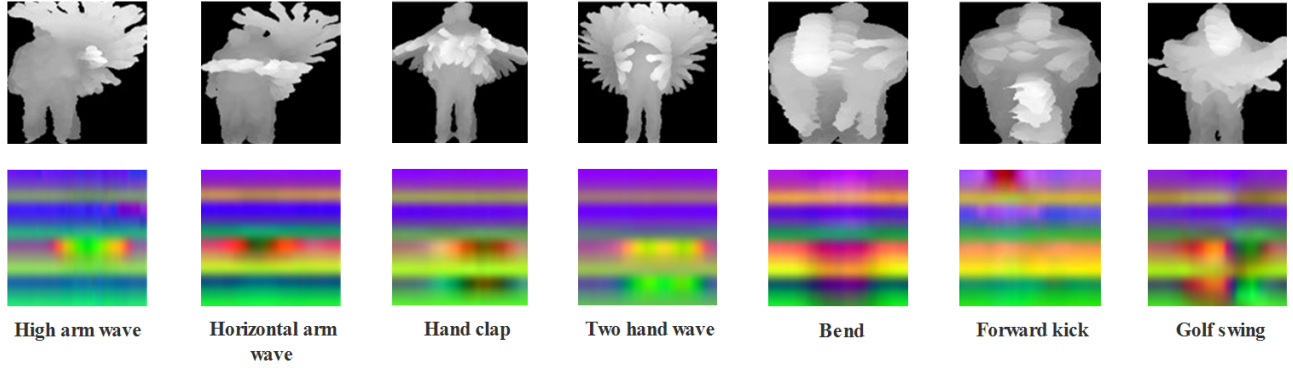 High arm wave
Horizontal arm
wave
Hand clap
Two hand wave
Bend
Forward kick
Golf swing